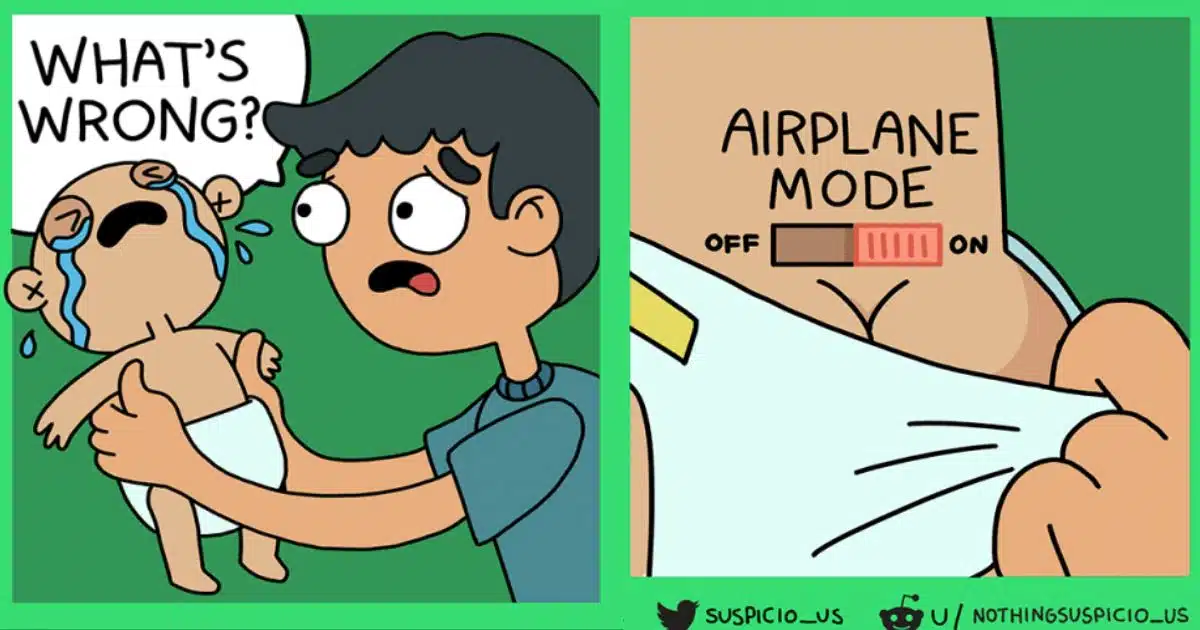 WHAT'S
WRONG?
AIRPLANE
MODE
OFF ON
SUSPICIO_US U/NOTHINGSUSPICIO_US